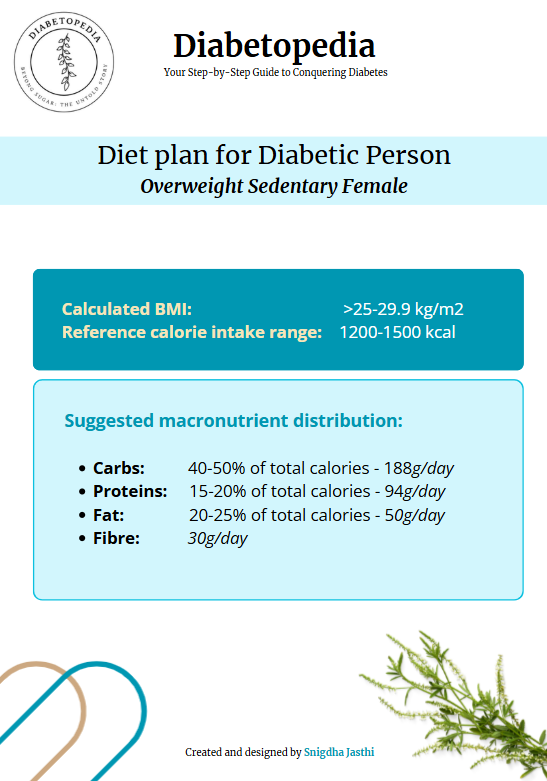 DIABETOPEDIA
BEYOND SUGAR: THE UNTOLD STORY
Diabetopedia
Your Step-by-Step Guide to Conquering Diabetes
Diet plan for Diabetic Person
Overweight Sedentary Female
Calculated BMI: >25-29.9 kg/m2
Reference calorie intake range: 1200-1500 kcal
Suggested macronutrient distribution:
• Carbs: 40-50% of total calories - 188g/day
• Proteins: 15-20% of total calories - 94g/day
• Fat: 20-25% of total calories - 50g/day
• Fibre: 30g/day
Created and designed by Snigdha Jasthi